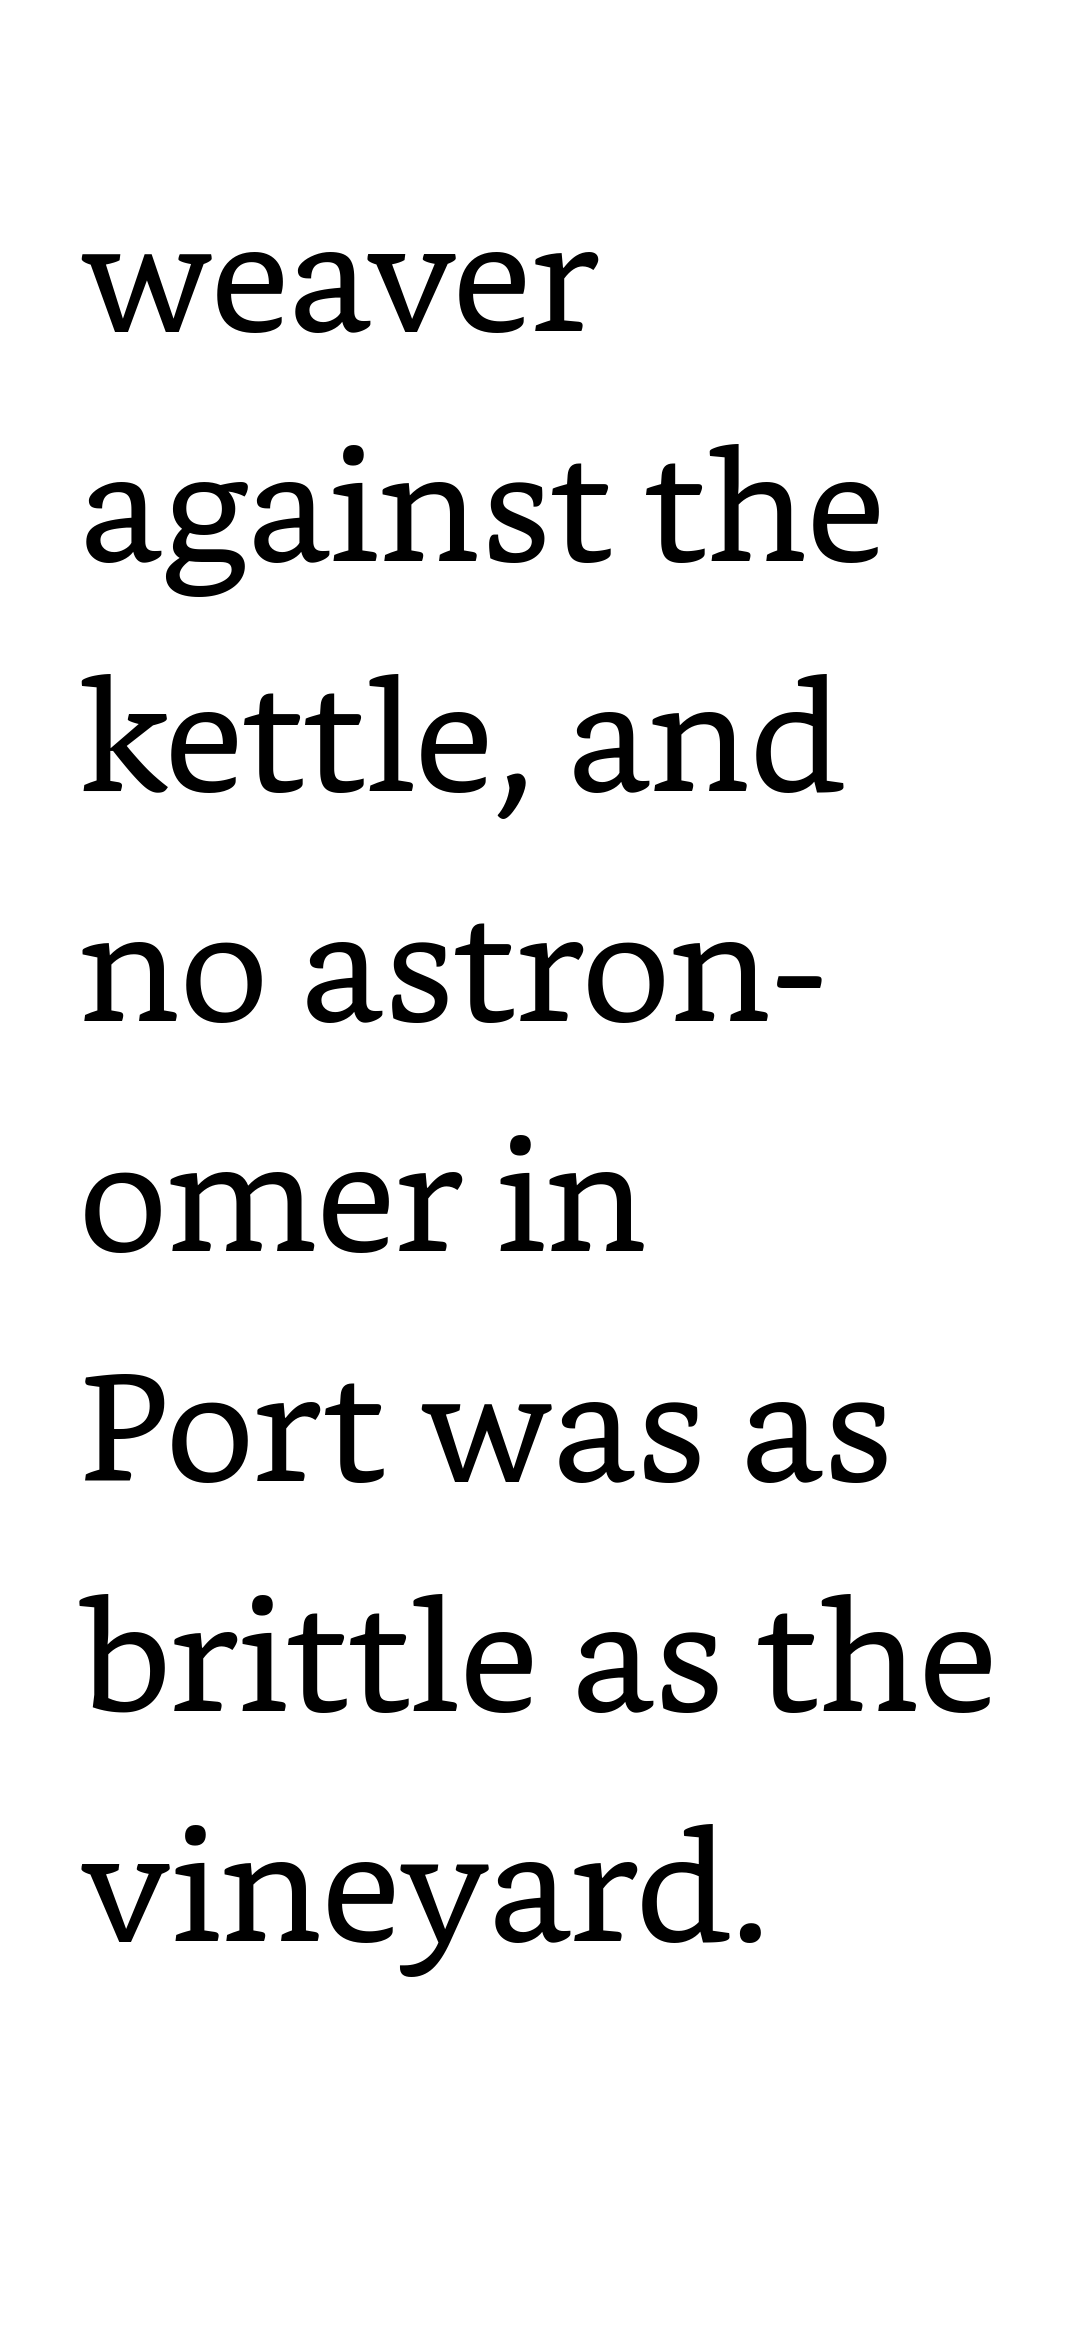 weaver
against the
kettle, and
no astron-
omer in
Port was as
brittle as the
vineyard.